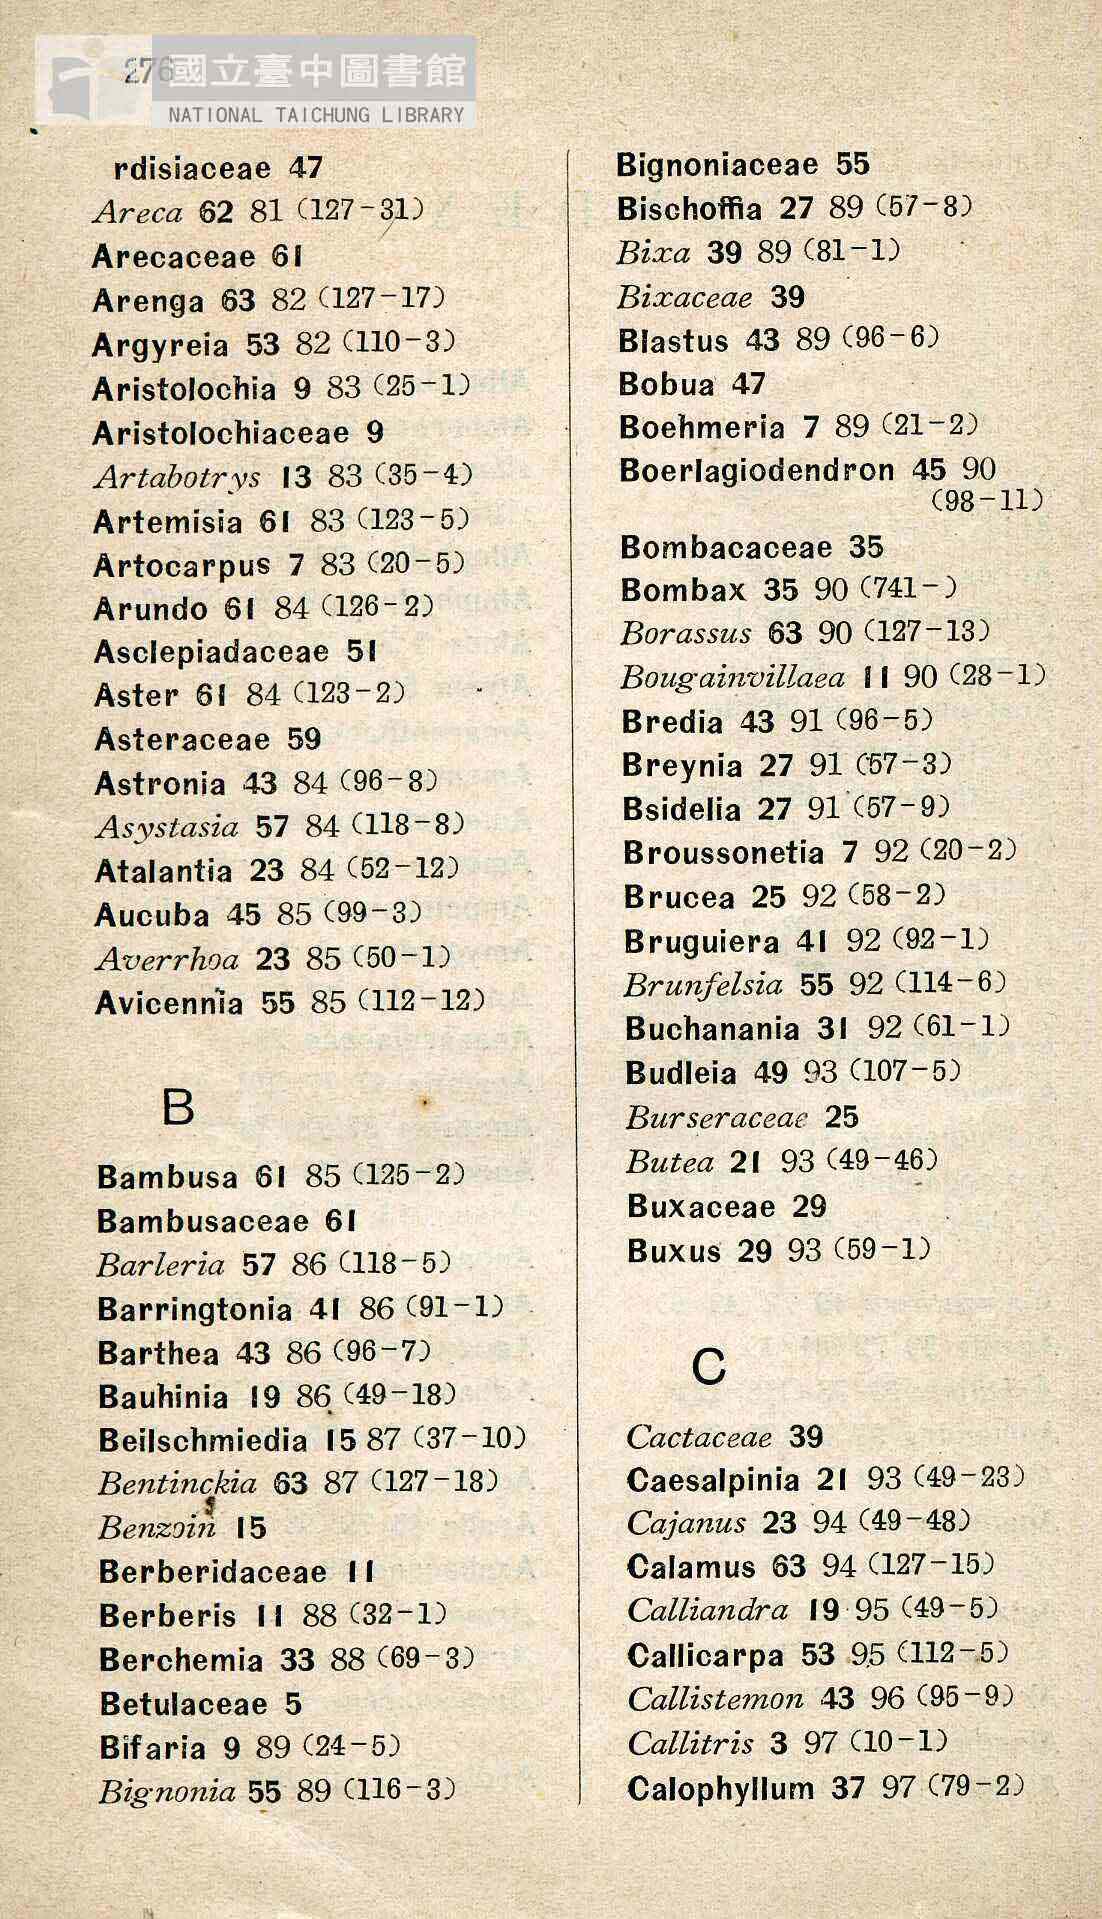 276
國立臺中圖書館
NATIONAL TAICHUNG LIBRARY
rdisiaceae 47
Areca 62 81 (127-31)
Arecaceae 61
Arenga 63 82 (127-17)
Argyreia 53 82 (110-3)
Aristolochia 9 83 (25-1)
Aristolochiaceae 9
Artabotrys 13 83 (35-4)
Artemisia 61 83 (123-5)
Artocarpus 7 83 (20-5)
Arundo 61 84 (126-2)
Asclepiadaceae 51
Aster 61 84 (123-2)
Asteraceae 59
Astronia 43 84 (96-8)
Asystasia 57 84 (118-8)
Atalantia 23 84 (52-12)
Aucuba 45 85 (99-3)
Averrhoa 23 85 (50-1)
Avicennia 55 85 (112-12)
B
Bambusa 61 85 (125-2)
Bambusaceae 61
Barleria 57 86 (118-5)
Barringtonia 41 86 (91-1)
Barthea 43 86 (96-7)
Bauhinia 19 86 (49-18)
Beilschmiedia 15 87 (37-10)
Bentinckia 63 87 (127-18)
Benzoin 15
Berberidaceae 11
Berberis 11 88 (32-1)
Berchemia 33 88 (69-3)
Betulaceae 5
Bifaria 9 89 (24-5)
Bignonia 55 89 (116-3)
Bignoniaceae 55
Bischoffia 27 89 (57-8)
Bixa 39 89 (81-1)
Bixaceae 39
Blastus 43 89 (96-6)
Bobua 47
Boehmeria 7 89 (21-2)
Boerlagiodendron 45 90
(98-11)
Bombacaceae 35
Bombax 35 90 (741-)
Borassus 63 90 (127-13)
Bougainvillaea 11 90 (28-1)
Bredia 43 91 (96-5)
Breynia 27 91 (57-3)
Bsidelia 27 91 (57-9)
Broussonetia 7 92 (20-2)
Brucea 25 92 (58-2)
Bruguiera 41 92 (92-1)
Brunfelsia 55 92 (114-6)
Buchanania 31 92 (61-1)
Budleia 49 93 (107-5)
Burseraceae 25
Butea 21 93 (49-46)
Buxaceae 29
Buxus 29 93 (59-1)
C
Cactaceae 39
Caesalpinia 21 93 (49-23)
Cajanus 23 94 (49-48)
Calamus 63 94 (127-15)
Calliandra 19 95 (49-5)
Callicarpa 53 95 (112-5)
Callistemon 43 96 (95-9)
Callitris 3 97 (10-1)
Calophyllum 37 97 (79-2)